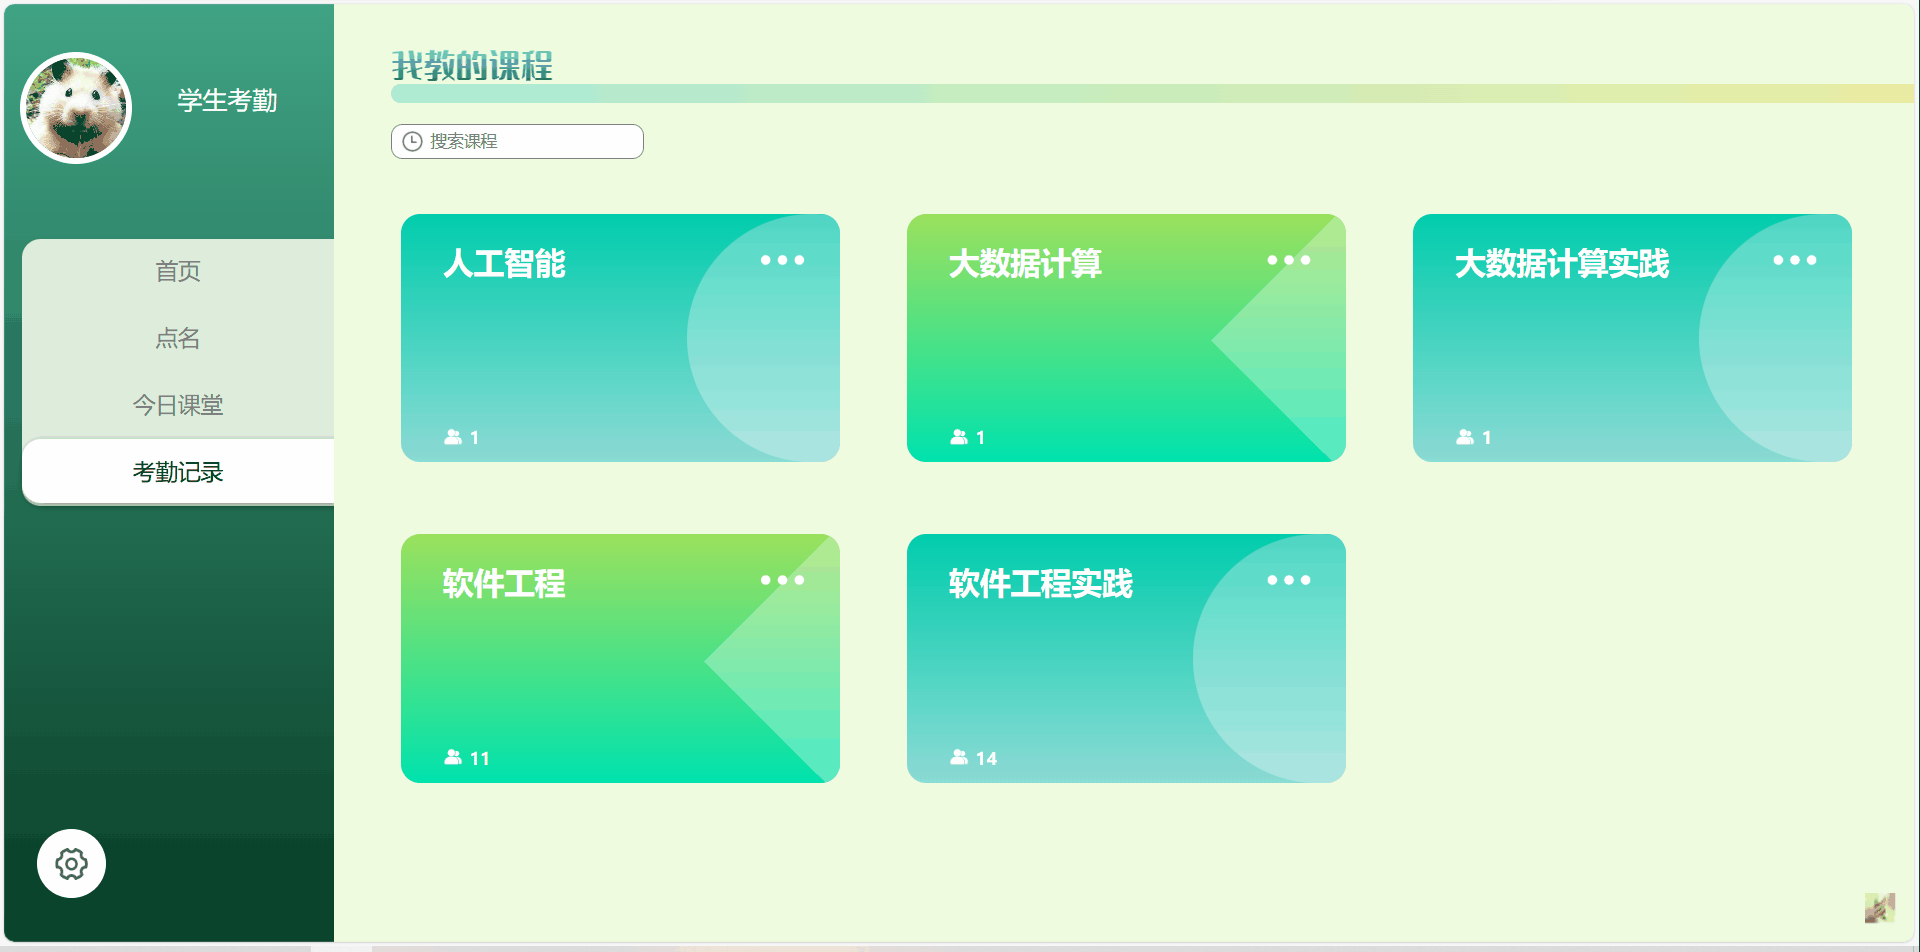 学生考勤
首页
点名
今日课堂
考勤记录
我教的课程
搜索课程
人工智能
1
大数据计算
1
大数据计算实践
1
软件工程
11
软件工程实践
14